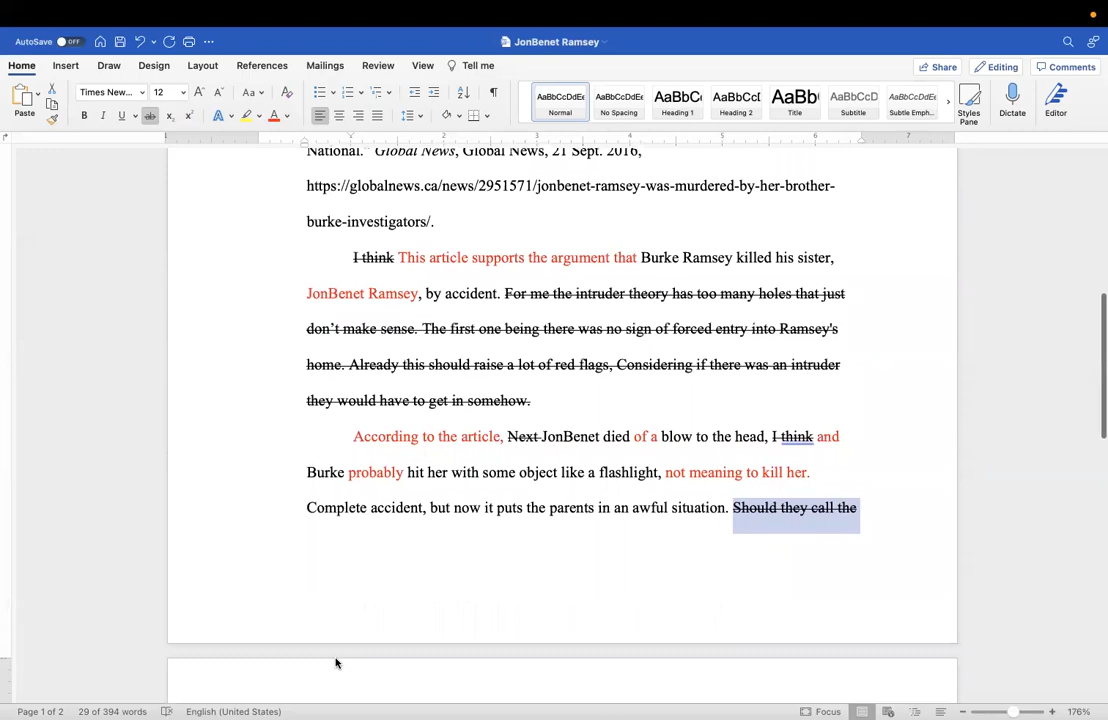 AutoSave OFF
JonBenet Ramsey
Home Insert Draw Design Layout References Mailings Review View Tell me
Share Editing Comments
Paste
Times New... 12
Normal No Spacing Heading 1 Heading 2 Title Subtitle Subtle Emph...
Styles Pane Dictate Editor
National." Global News, Global News, 21 Sept. 2016,
https://globalnews.ca/news/2951571/jonbenet-ramsey-was-murdered-by-her-brother-
burke-investigators/.
I think This article supports the argument that Burke Ramsey killed his sister,
JonBenet Ramsey, by accident. For me the intruder theory has too many holes that just
don't make sense. The first one being there was no sign of forced entry into Ramsey's
home. Already this should raise a lot of red flags, Considering if there was an intruder
they would have to get in somehow.
According to the article, Next JonBenet died of a blow to the head, I think and
Burke probably hit her with some object like a flashlight, not meaning to kill her.
Complete accident, but now it puts the parents in an awful situation. Should they call the
Page 1 of 2 29 of 394 words English (United States) Focus 176%